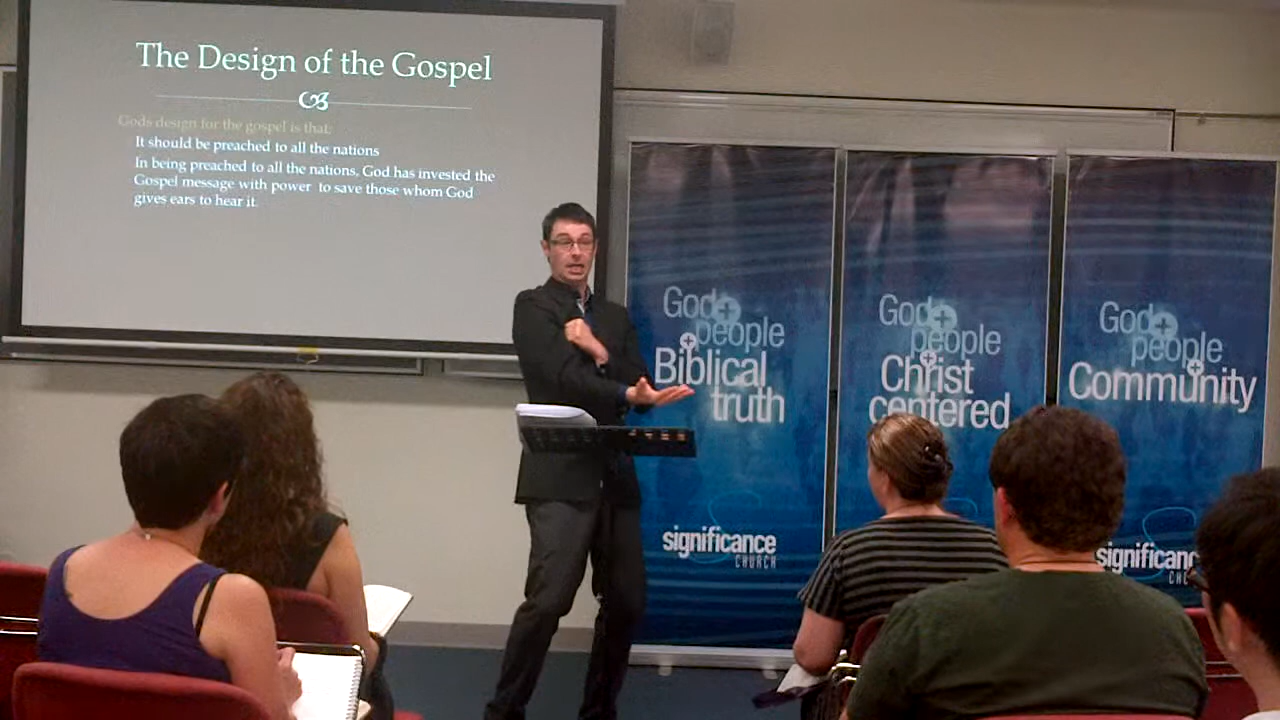 The Design of the Gospel
Gods design for the gospel is that:
It should be preached to all the nations
In being preached to all the nations, God has invested the
Gospel message with power to save those whom God
gives ears to hear it.
God
people
Biblical
truth
significance
CHURCH
God
people
Christ
centered
God
people
Community
significanc
CHU